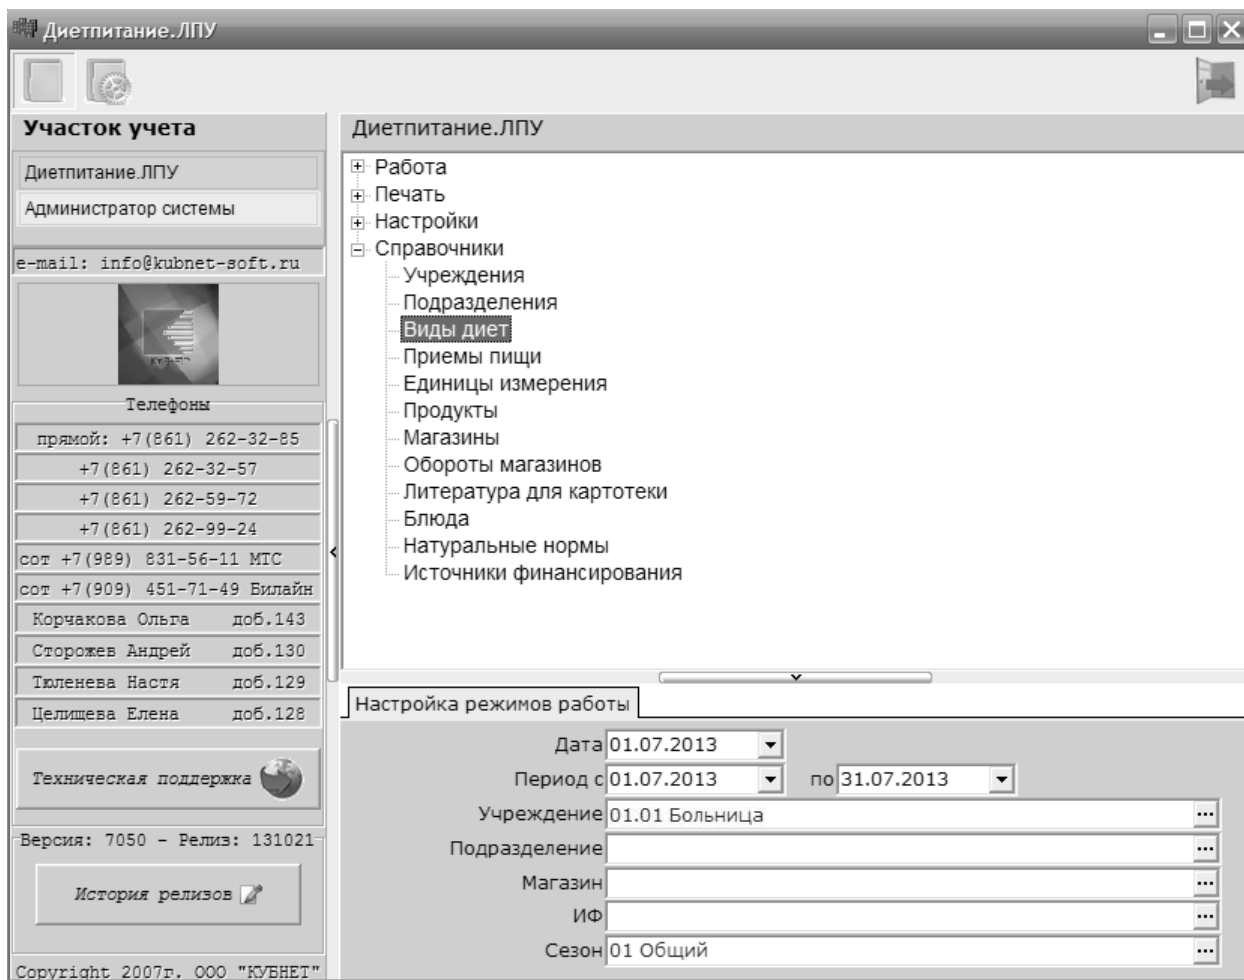 Диетпитание.ЛПУ
Участок учета
Диетпитание.ЛПУ
Администратор системы
e-mail: info@kubnet-soft.ru
Телефоны
прямой: +7(861) 262-32-85
+7(861) 262-32-57
+7(861) 262-59-72
+7(861) 262-99-24
сот +7(989) 831-56-11 МТС
сот +7(909) 451-71-49 Билайн
Корчакова Ольга доб.143
Сторожев Андрей доб.130
Тюленева Настя доб.129
Целищева Елена доб.128
Техническая поддержка
Версия: 7050 - Релиз: 131021
История релизов
Copyright 2007г. ООО "КУБНЕТ"
Диетпитание.ЛПУ
Работа
Печать
Настройки
Справочники
Учреждения
Подразделения
Виды диет
Приемы пищи
Единицы измерения
Продукты
Магазины
Обороты магазинов
Литература для картотеки
Блюда
Натуральные нормы
Источники финансирования
Настройка режимов работы
Дата 01.07.2013
Период с 01.07.2013 по 31.07.2013
Учреждение 01.01 Больница ...
Подразделение ...
Магазин ...
ИФ ...
Сезон 01 Общий ...